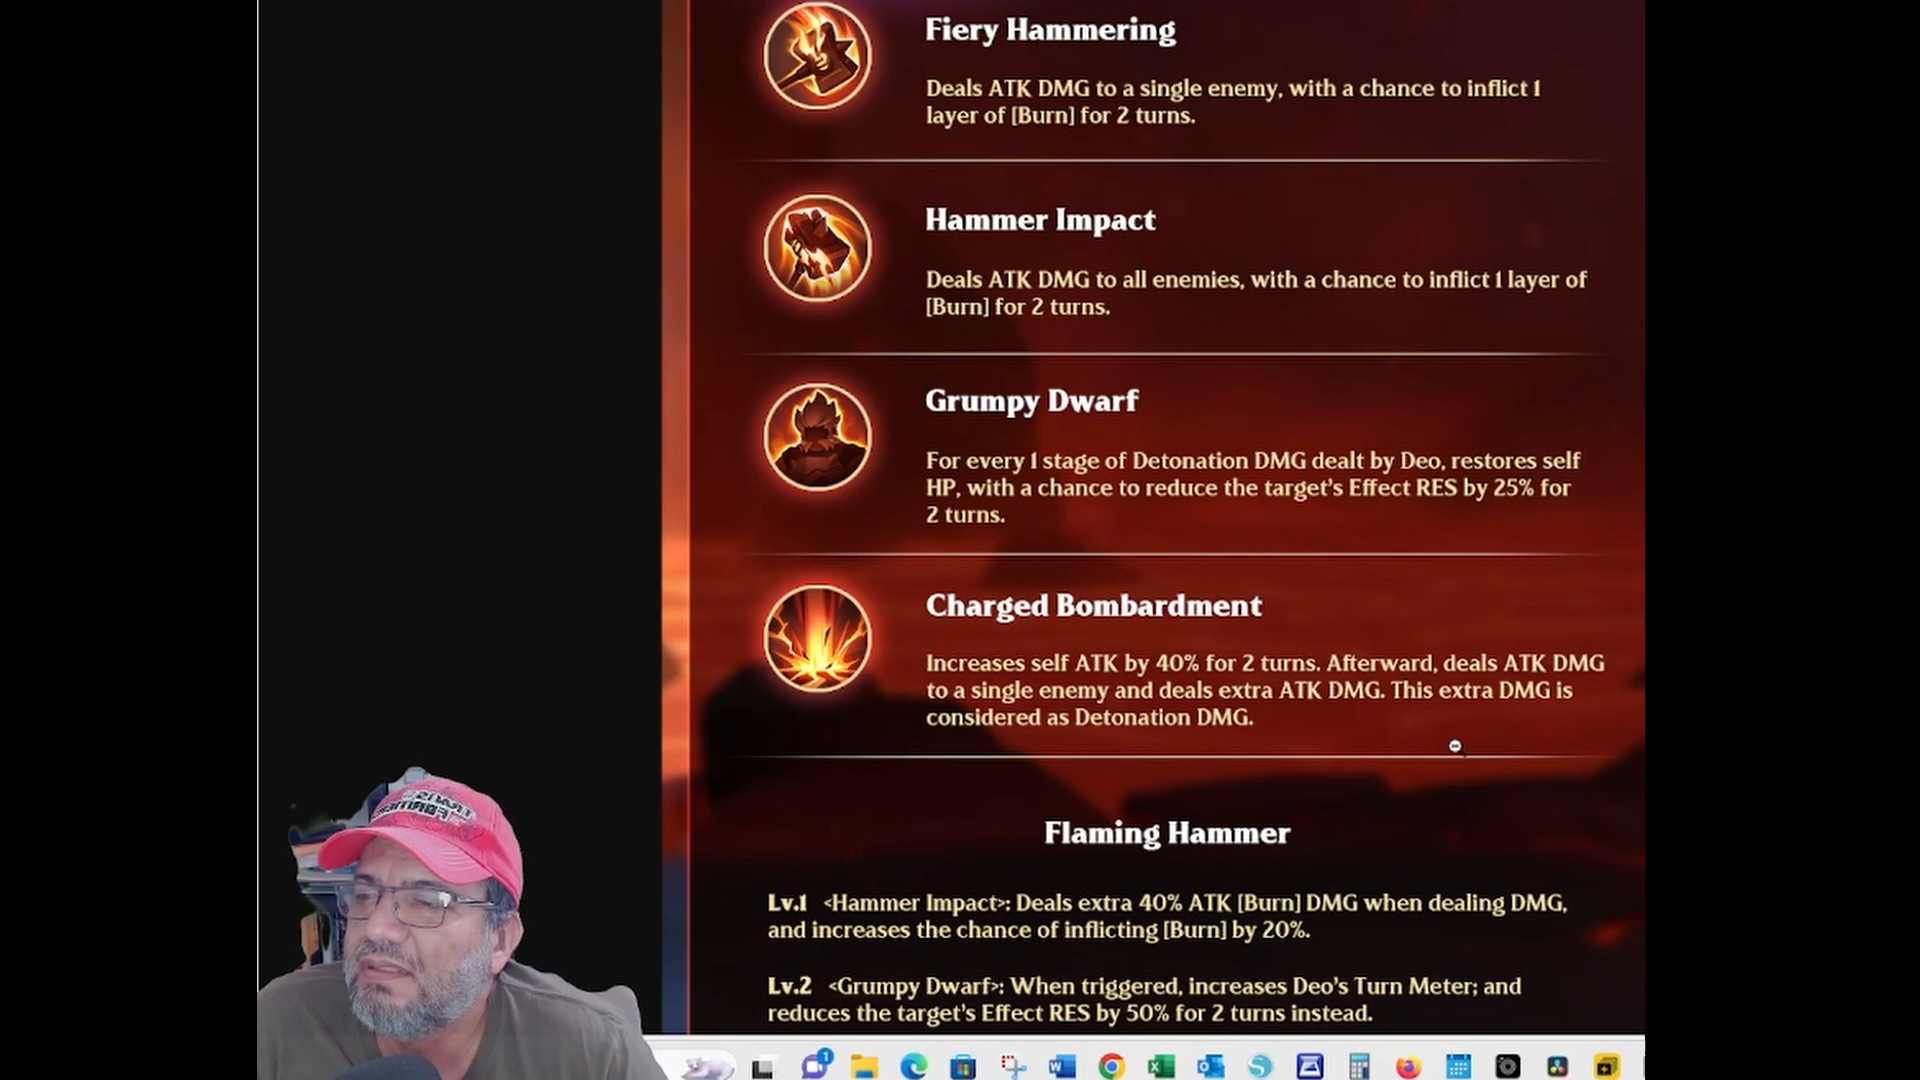 Fiery Hammering
Deals ATK DMG to a single enemy, with a chance to inflict 1
layer of [Burn] for 2 turns.
Hammer Impact
Deals ATK DMG to all enemies, with a chance to inflict 1 layer of
[Burn] for 2 turns.
Grumpy Dwarf
For every 1 stage of Detonation DMG dealt by Deo, restores self
HP, with a chance to reduce the target's Effect RES by 25% for
2 turns.
Charged Bombardment
Increases self ATK by 40% for 2 turns. Afterward, deals ATK DMG
to a single enemy and deals extra ATK DMG. This extra DMG is
considered as Detonation DMG.
Flaming Hammer
Lv.1 <Hammer Impact>: Deals extra 40% ATK [Burn] DMG when dealing DMG,
and increases the chance of inflicting [Burn] by 20%.
Lv.2 <Grumpy Dwarf>: When triggered, increases Deo's Turn Meter; and
reduces the target's Effect RES by 50% for 2 turns instead.
1